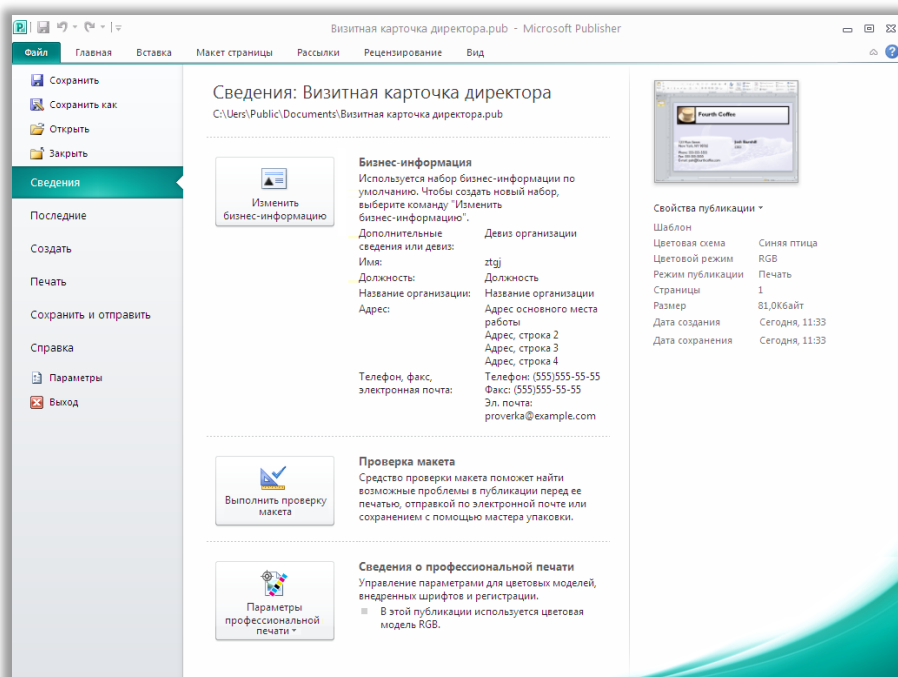 Визитная карточка директора.pub - Microsoft Publisher
Файл Главная Вставка Макет страницы Рассылки Рецензирование Вид
Сохранить
Сохранить как
Открыть
Закрыть
Сведения
Последние
Создать
Печать
Сохранить и отправить
Справка
Параметры
Выход
Сведения: Визитная карточка директора
C:\Uers\Public\Documents\Визитная карточка директора.pub
Изменить
бизнес-информацию
Бизнес-информация
Используется набор бизнес-информации по
умолчанию. Чтобы создать новый набор,
выберите команду "Изменить
бизнес-информацию".
Дополнительные Девиз организации
сведения или девиз:
Имя: ztgj
Должность: Должность
Название организации: Название организации
Адрес: Адрес основного места
работы
Адрес, строка 2
Адрес, строка 3
Адрес, строка 4
Телефон, факс, Телефон: (555)555-55-55
электронная почта: Факс: (555)555-55-55
Эл. почта:
proverka@example.com
Выполнить проверку
макета
Проверка макета
Средство проверки макета поможет найти
возможные проблемы в публикации перед ее
печатью, отправкой по электронной почте или
сохранением с помощью мастера упаковки.
Параметры
профессиональной
печати
Сведения о профессиональной печати
Управление параметрами для цветовых моделей,
внедренных шрифтов и регистрации.
В этой публикации используется цветовая
модель RGB.
Fourth Coffee
Свойства публикации
Шаблон
Цветовая схема Синяя птица
Цветовой режим RGB
Режим публикации Печать
Страницы 1
Размер 81,0Кбайт
Дата создания Сегодня, 11:33
Дата сохранения Сегодня, 11:33